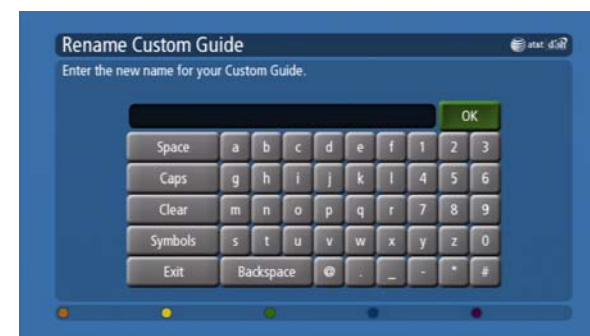 Rename Custom Guide at&t dish
Enter the new name for your Custom Guide.
OK
Space a b c d e f 1 2 3
Caps g h i j k l 4 5 6
Clear m n o p q r 7 8 9
Symbols s t u v w x y z 0
Exit Backspace @ . _ - * #